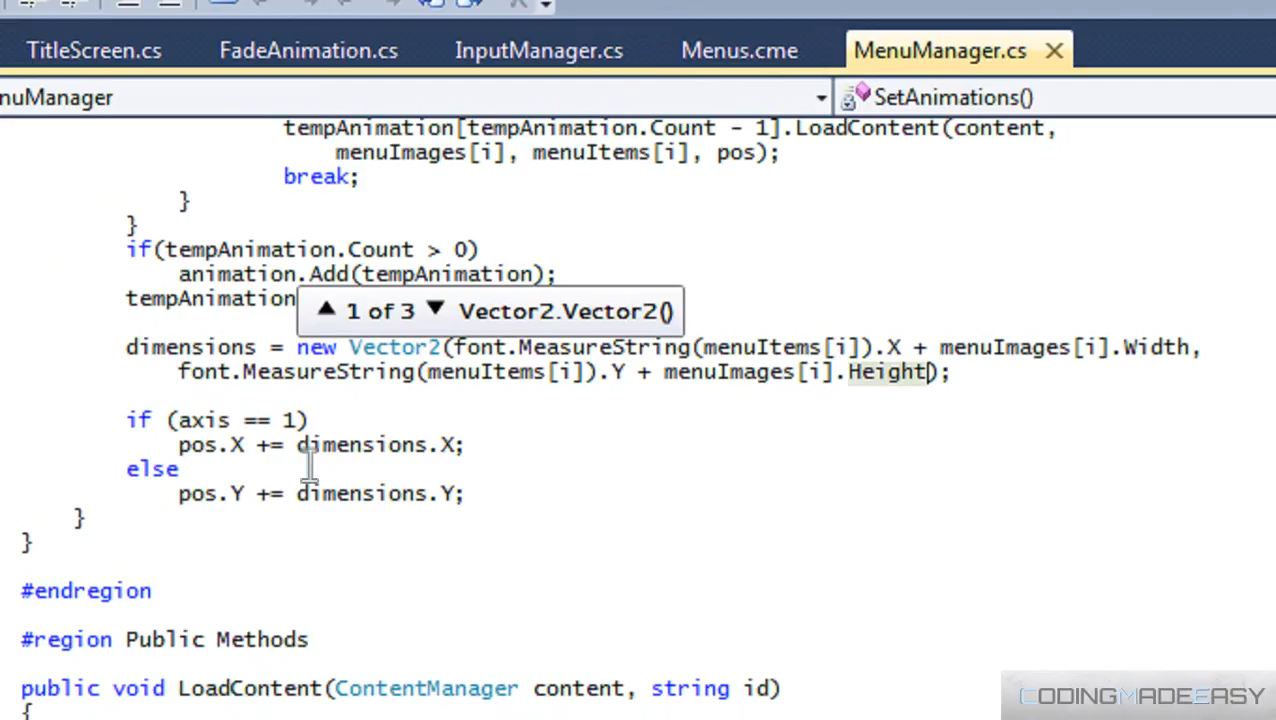 TitleScreen.cs FadeAnimation.cs InputManager.cs Menus.cme MenuManager.cs
nuManager SetAnimations()
tempAnimation[tempAnimation.Count - 1].LoadContent(content,
menuImages[i], menuItems[i], pos);
break;
}
}
if(tempAnimation.Count > 0)
animation.Add(tempAnimation);
tempAnimation
1 of 3 Vector2.Vector2()
dimensions = new Vector2(font.MeasureString(menuItems[i]).X + menuImages[i].Width,
font.MeasureString(menuItems[i]).Y + menuImages[i].Height);
if (axis == 1)
pos.X += dimensions.X;
else
pos.Y += dimensions.Y;
}
}
#endregion
#region Public Methods
public void LoadContent(ContentManager content, string id)
{
CODINGMADEEASY